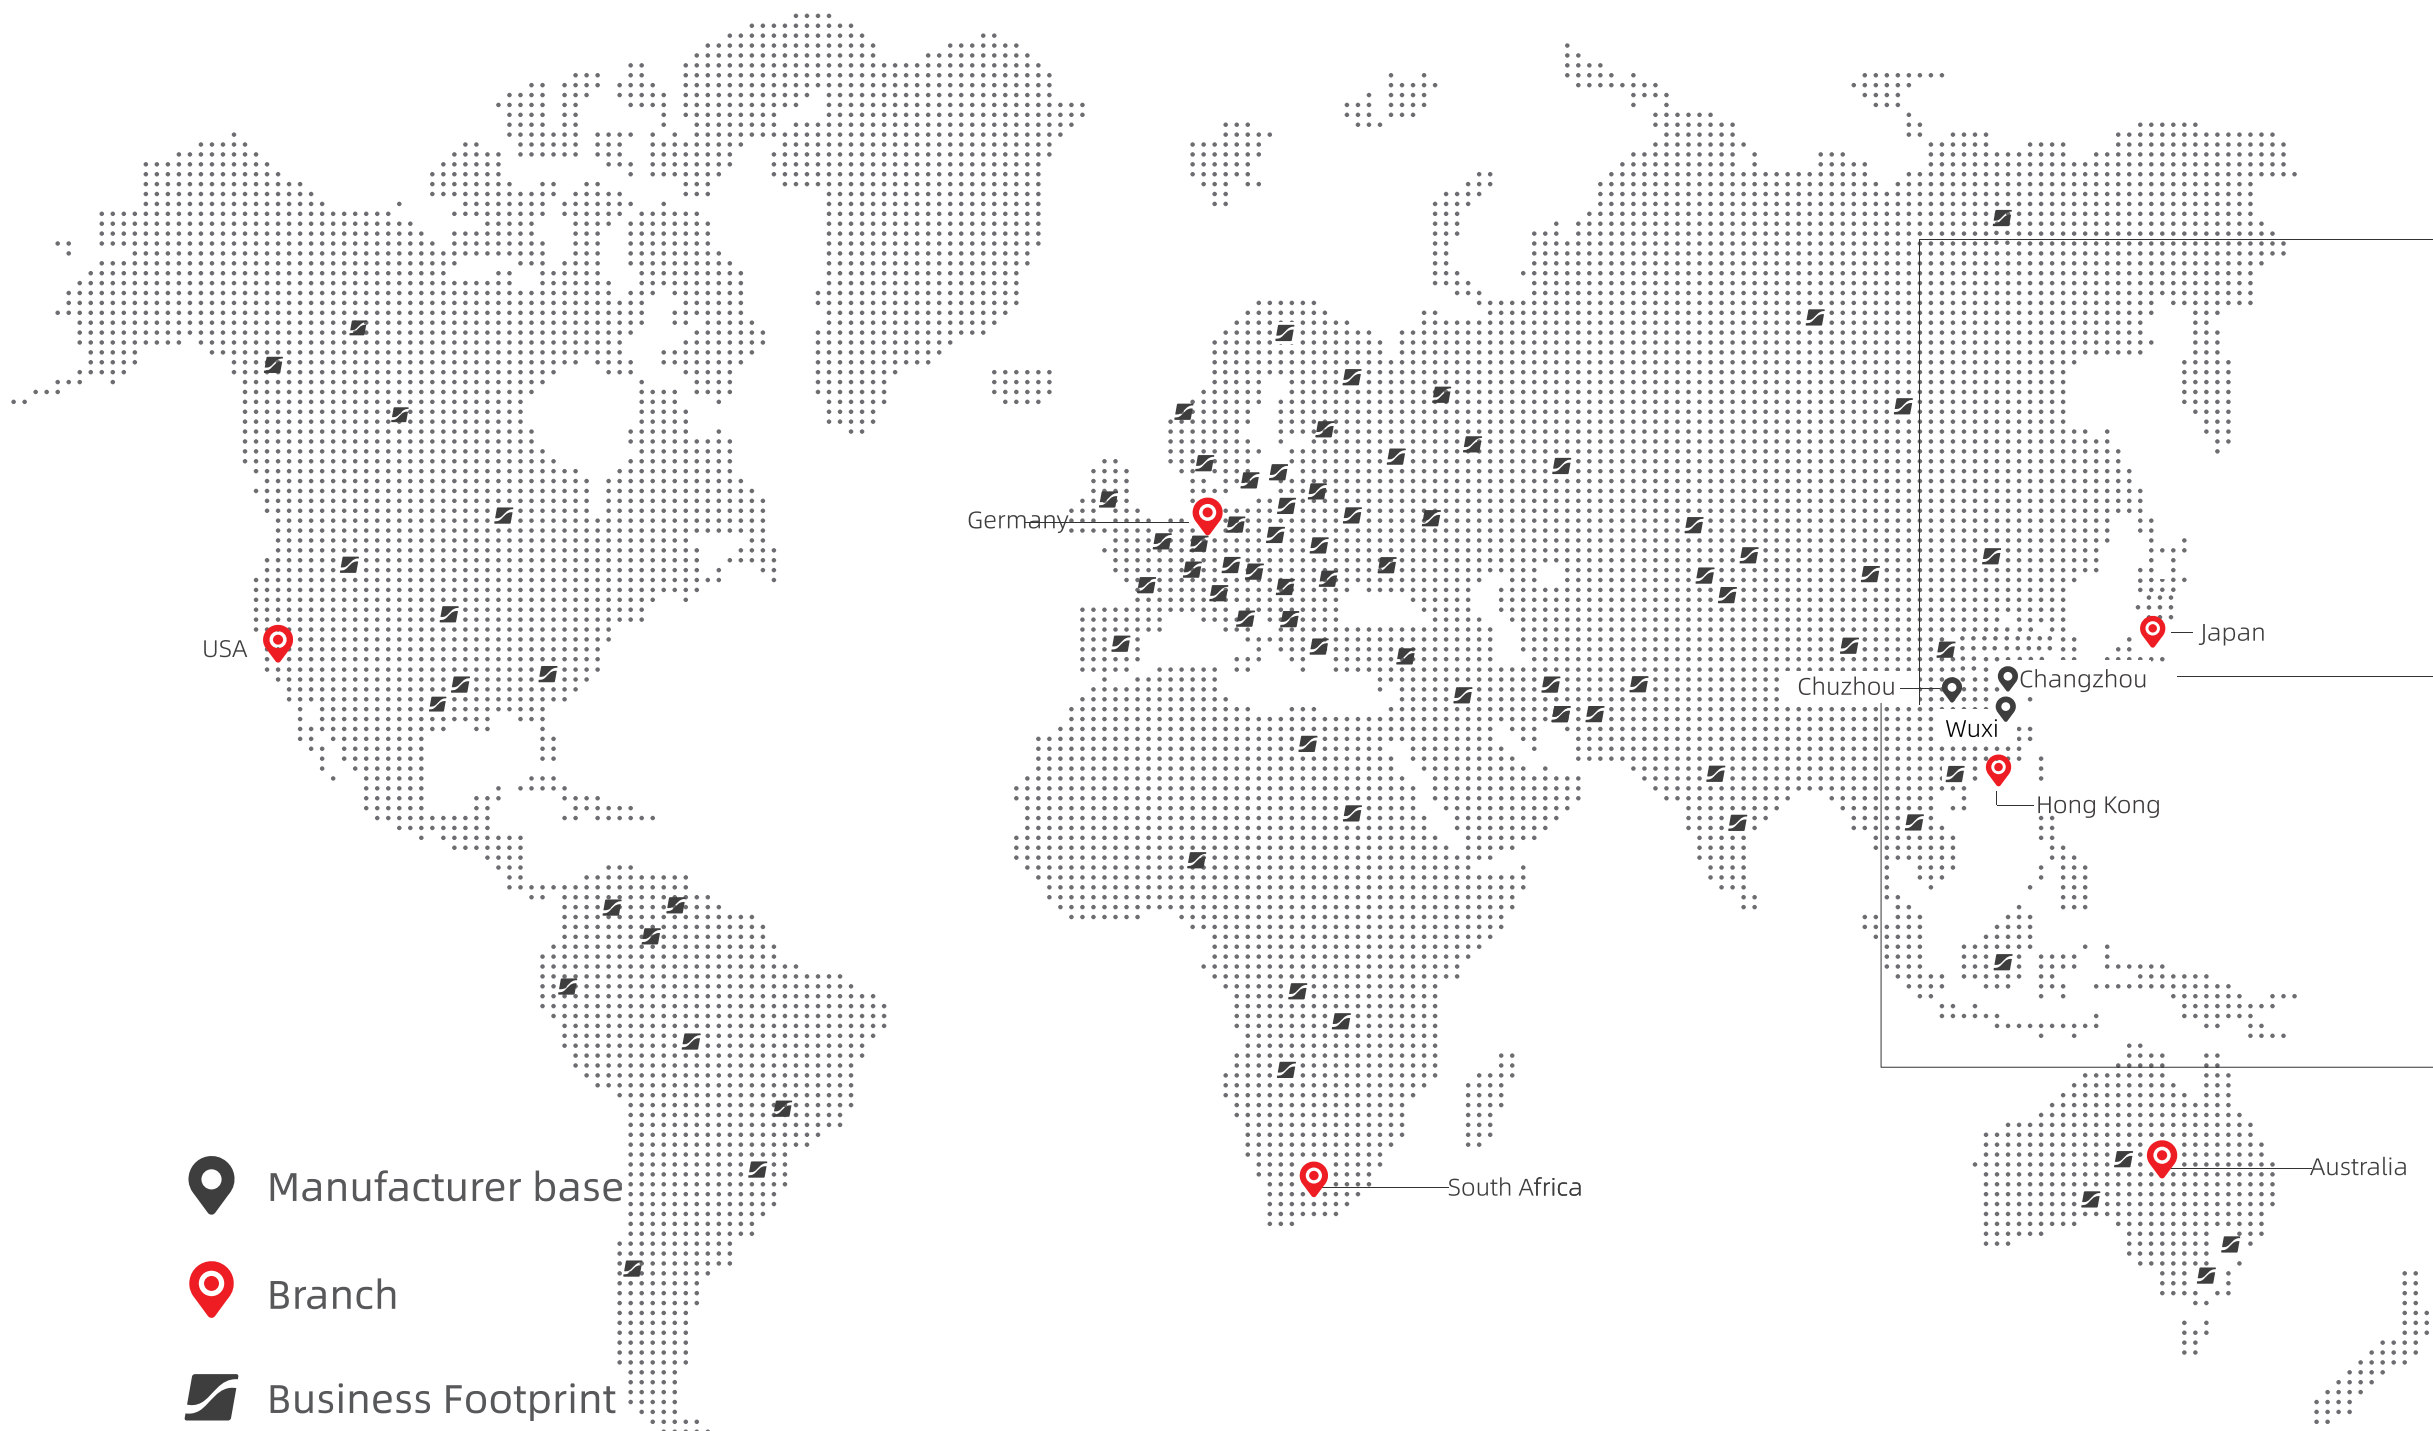 Germany
USA
Japan
Chuzhou
Changzhou
Wuxi
Hong Kong
South Africa
Australia
Manufacturer base
Branch
Business Footprint